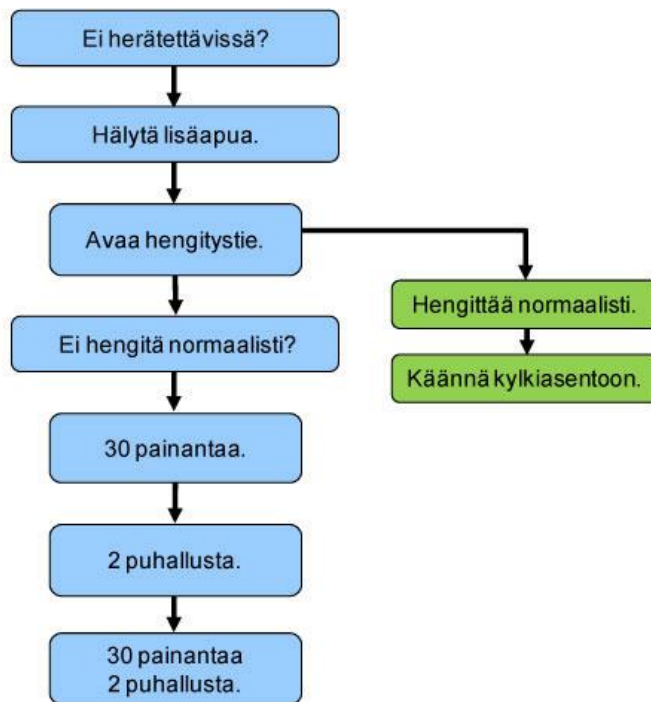 Ei herätettävissä?
Hälytä lisäapua.
Avaa hengitystie.
Hengittää normaalisti.
Käännä kylkiasentoon.
Ei hengitä normaalisti?
30 painantaa.
2 puhallusta.
30 painantaa
2 puhallusta.